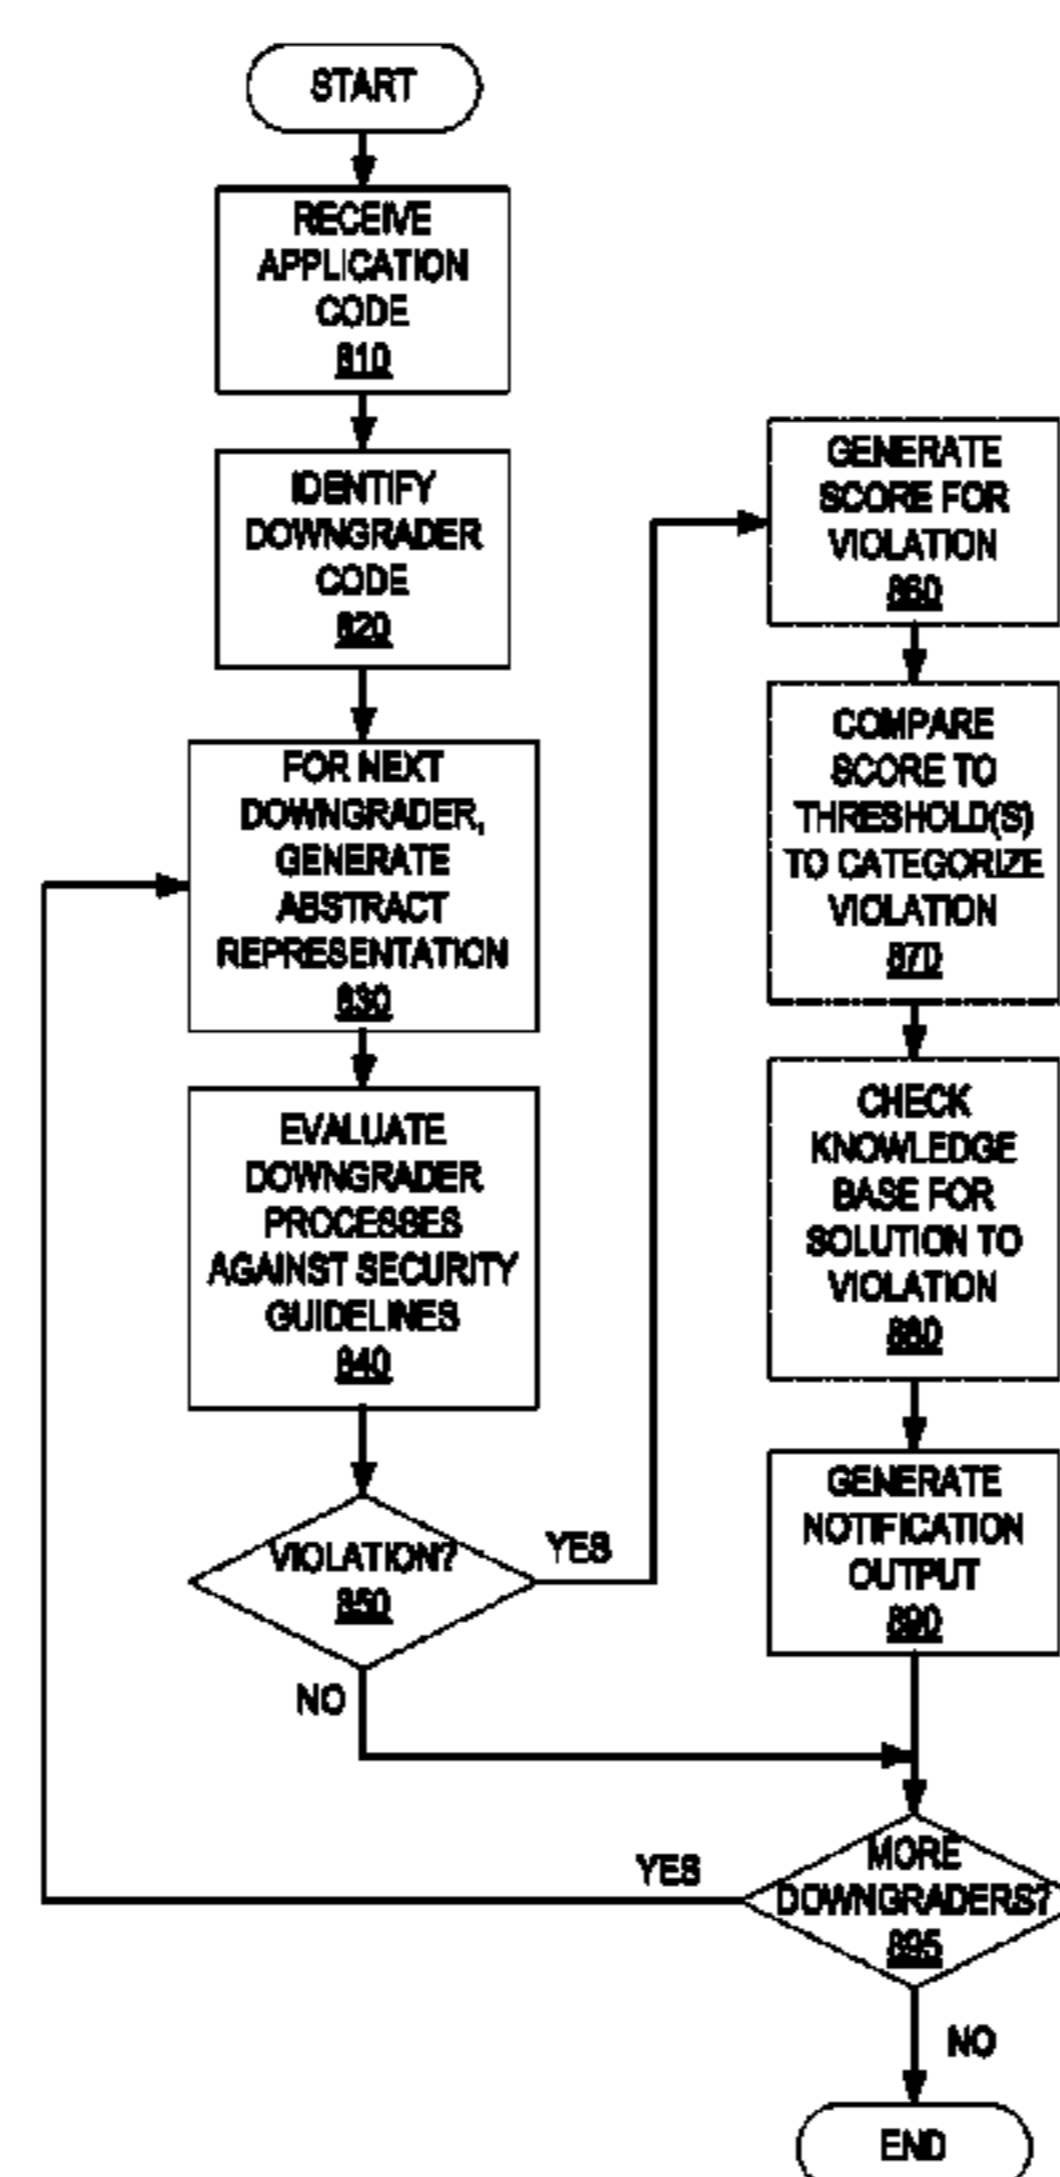 START
RECEIVE
APPLICATION
CODE
810
IDENTIFY
DOWNGRADER
CODE
820
FOR NEXT
DOWNGRADER,
GENERATE
ABSTRACT
REPRESENTATION
830
EVALUATE
DOWNGRADER
PROCESSES
AGAINST SECURITY
GUIDELINES
840
VIOLATION?
850
YES
NO
GENERATE
SCORE FOR
VIOLATION
860
COMPARE
SCORE TO
THRESHOLD(S)
TO CATEGORIZE
VIOLATION
870
CHECK
KNOWLEDGE
BASE FOR
SOLUTION TO
VIOLATION
880
GENERATE
NOTIFICATION
OUTPUT
890
MORE
DOWNGRADERS?
895
YES
NO
END